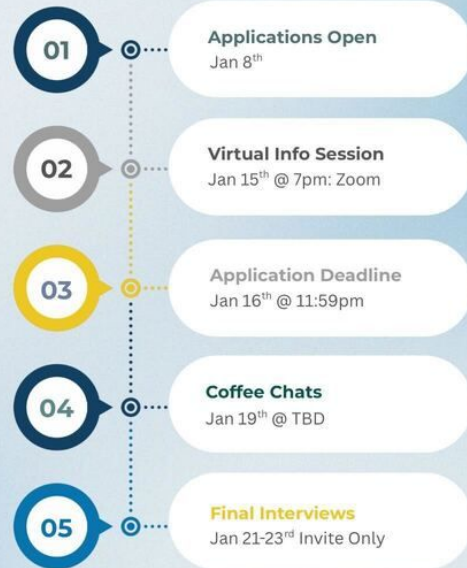 01
Applications Open
Jan 8th
02
Virtual Info Session
Jan 15th @ 7pm: Zoom
03
Application Deadline
Jan 16th @ 11:59pm
04
Coffee Chats
Jan 19th @ TBD
05
Final Interviews
Jan 21-23rd Invite Only